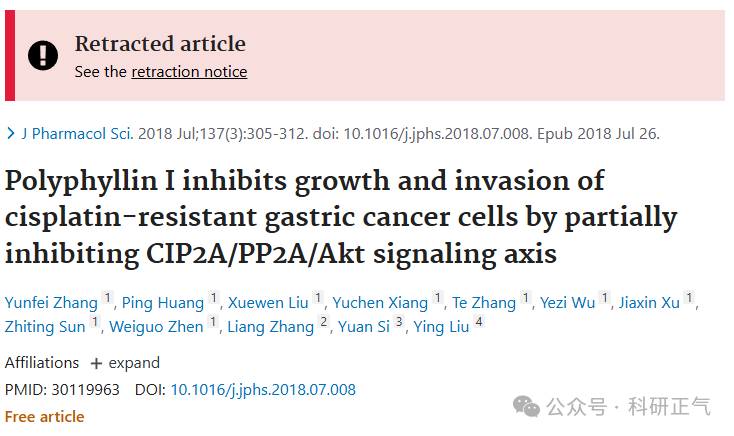 Retracted article
See the retraction notice
J Pharmacol Sci. 2018 Jul;137(3):305-312. doi: 10.1016/j.jphs.2018.07.008. Epub 2018 Jul 26.
Polyphyllin I inhibits growth and invasion of
cisplatin-resistant gastric cancer cells by partially
inhibiting CIP2A/PP2A/Akt signaling axis
Yunfei Zhang 1, Ping Huang 1, Xuewen Liu 1, Yuchen Xiang 1, Te Zhang 1, Yezi Wu 1, Jiaxin Xu 1,
Zhiting Sun 1, Weiguo Zhen 1, Liang Zhang 2, Yuan Si 3, Ying Liu 4
Affiliations + expand
PMID: 30119963 DOI: 10.1016/j.jphs.2018.07.008
Free article
公众号 · 科研正气